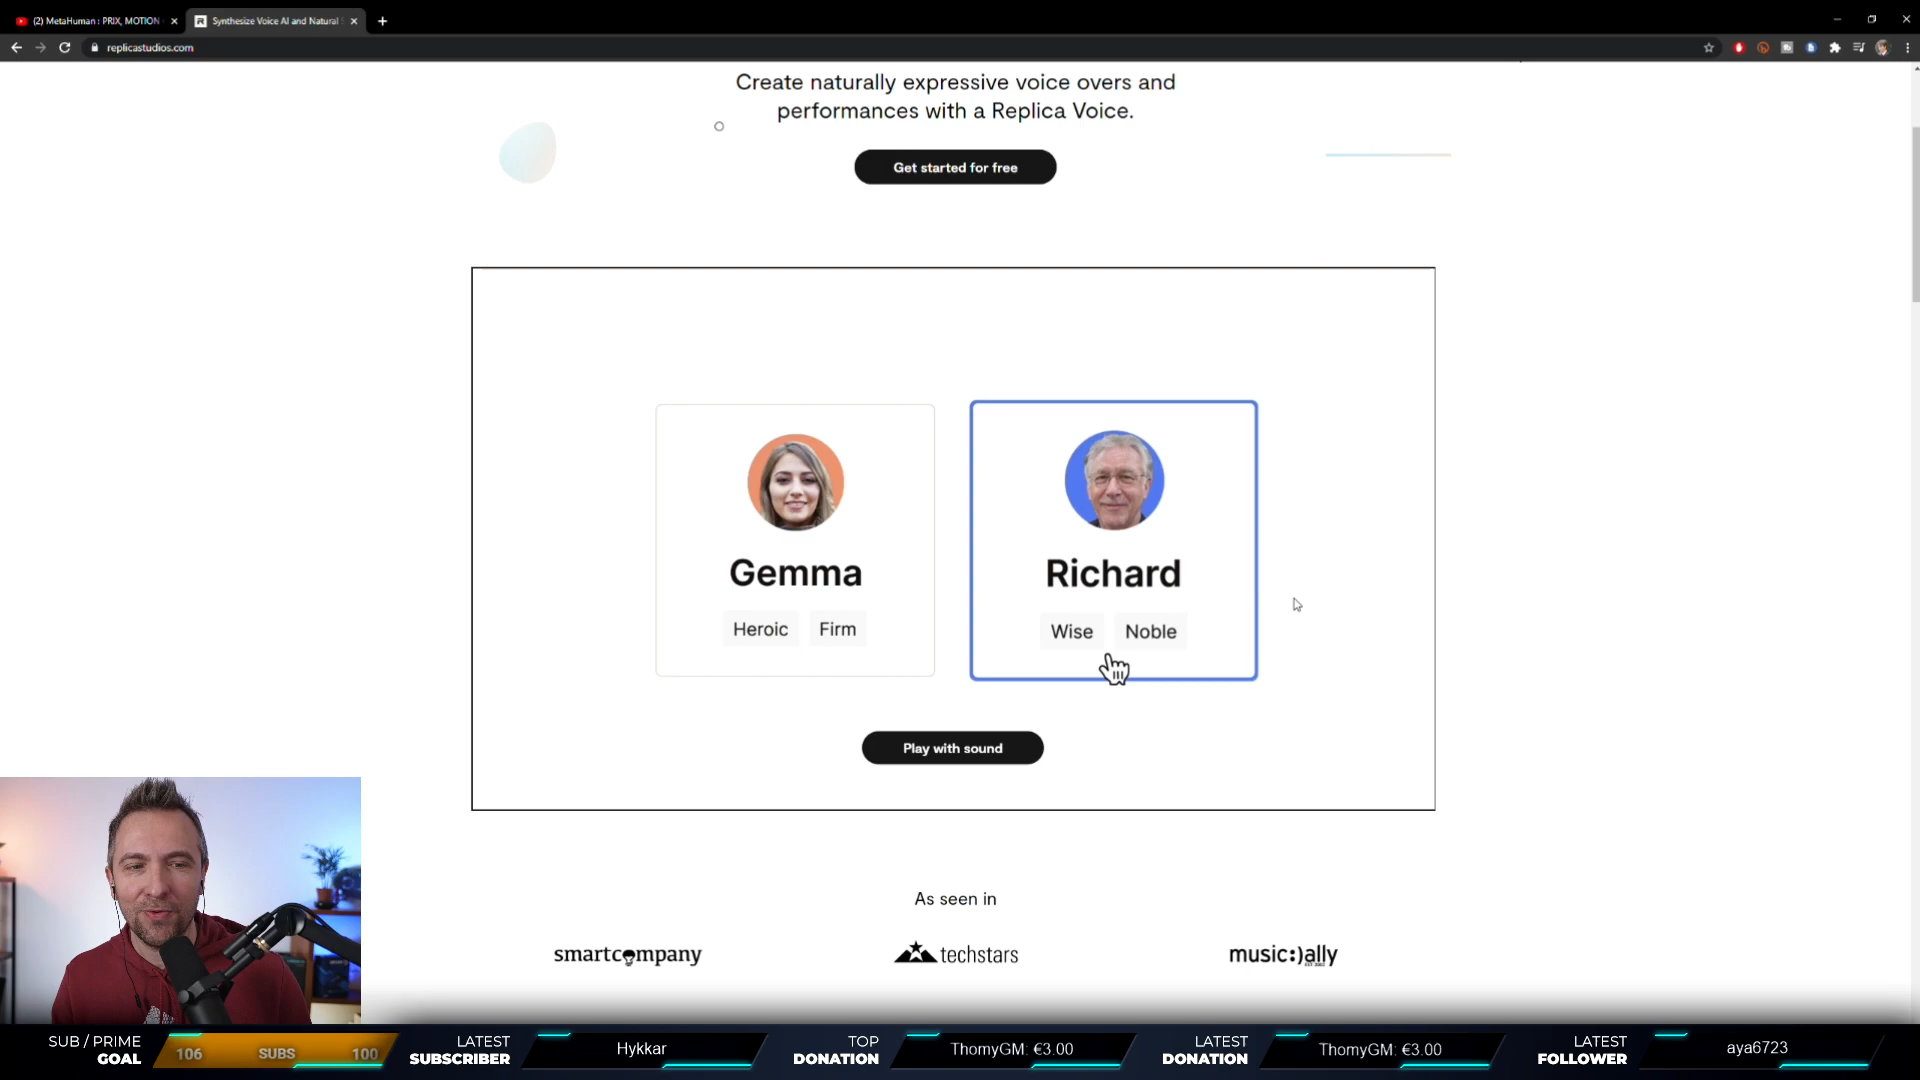 (2) MetaHuman : PRIX, MOTION
Synthesize Voice AI and Natural S
replicastudios.com
Create naturally expressive voice overs and
performances with a Replica Voice.
Get started for free
Gemma
Heroic Firm
Richard
Wise Noble
Play with sound
As seen in
smartcompany
techstars
music:)ally
SUB / PRIME
GOAL
106 SUBS 100
LATEST
SUBSCRIBER
Hykkar
TOP
DONATION
ThomyGM: €3.00
LATEST
DONATION
ThomyGM: €3.00
LATEST
FOLLOWER
aya6723